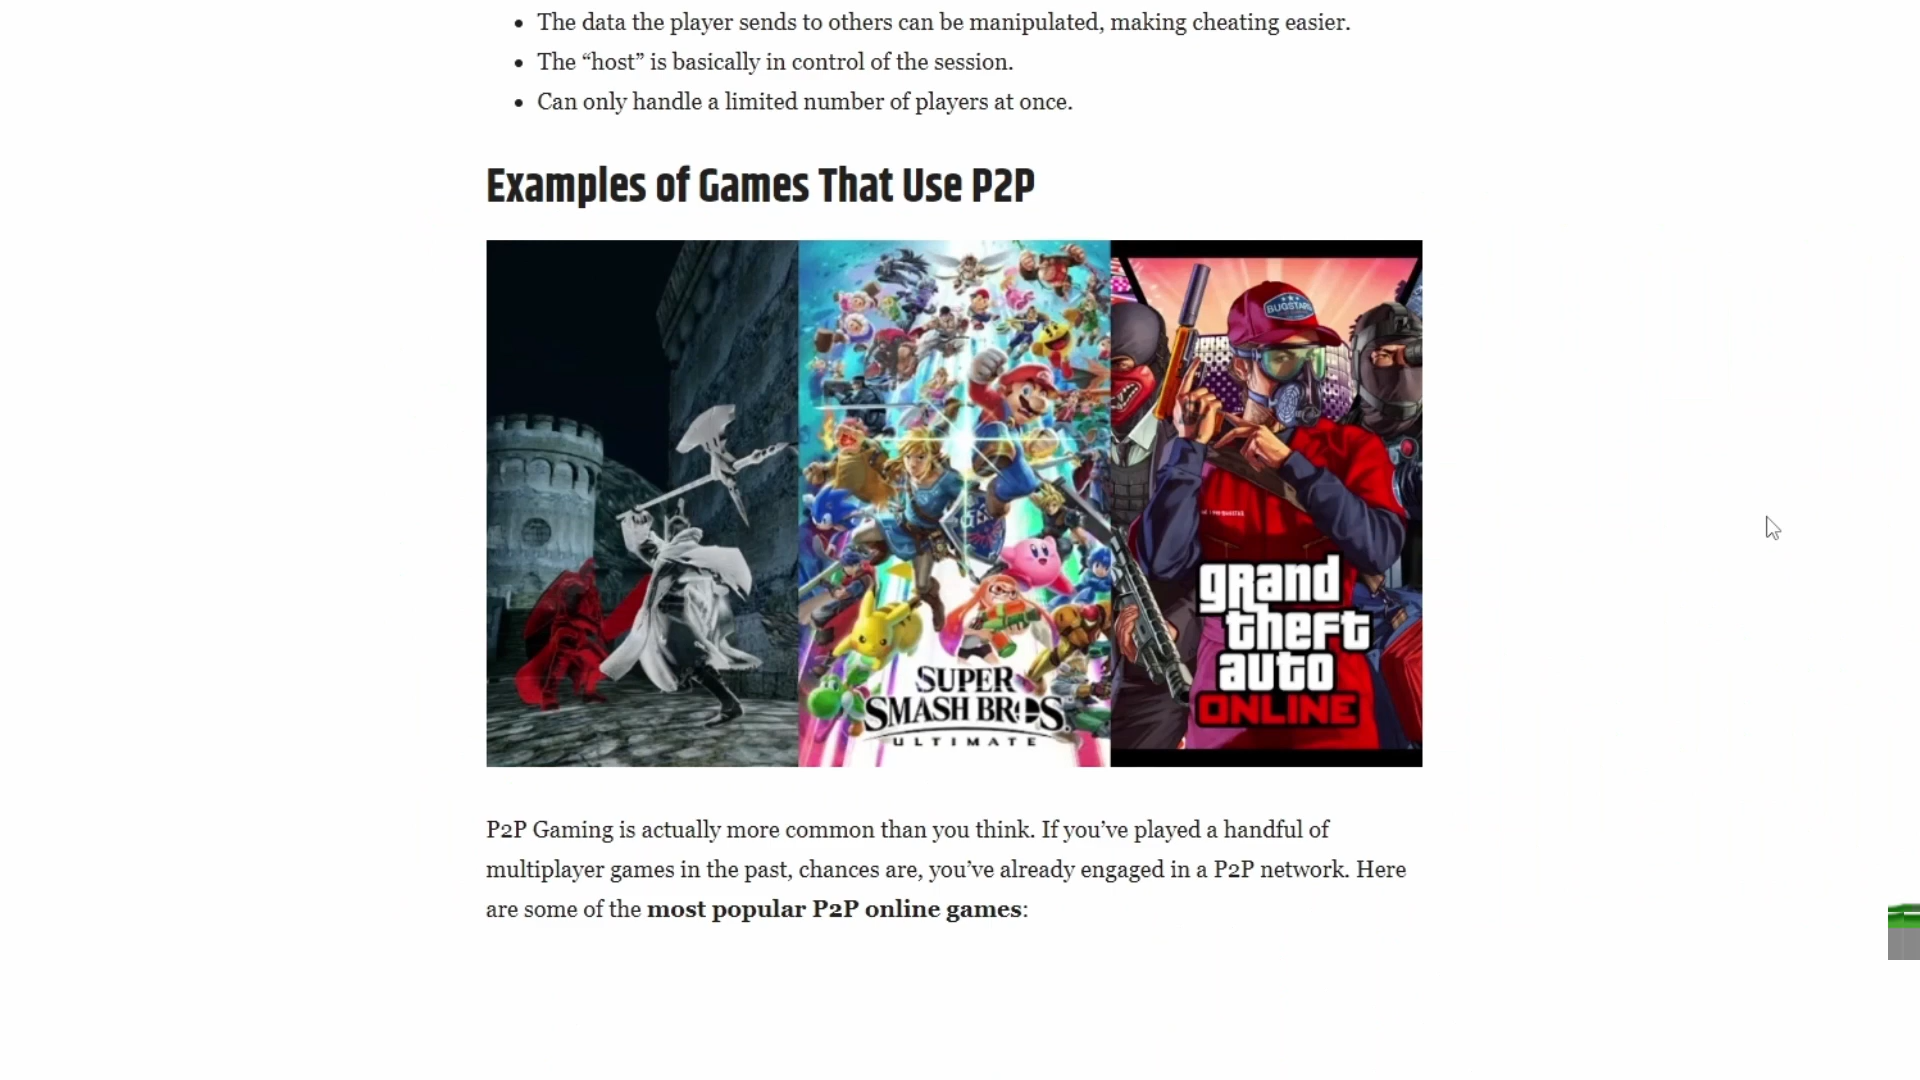 The data the player sends to others can be manipulated, making cheating easier.
The “host” is basically in control of the session.
Can only handle a limited number of players at once.
Examples of Games That Use P2P
BUGSTARS
SUPER
SMASH BROS.
ULTIMATE
grand
theft
auto
ONLINE
P2P Gaming is actually more common than you think. If you’ve played a handful of
multiplayer games in the past, chances are, you’ve already engaged in a P2P network. Here
are some of the most popular P2P online games: